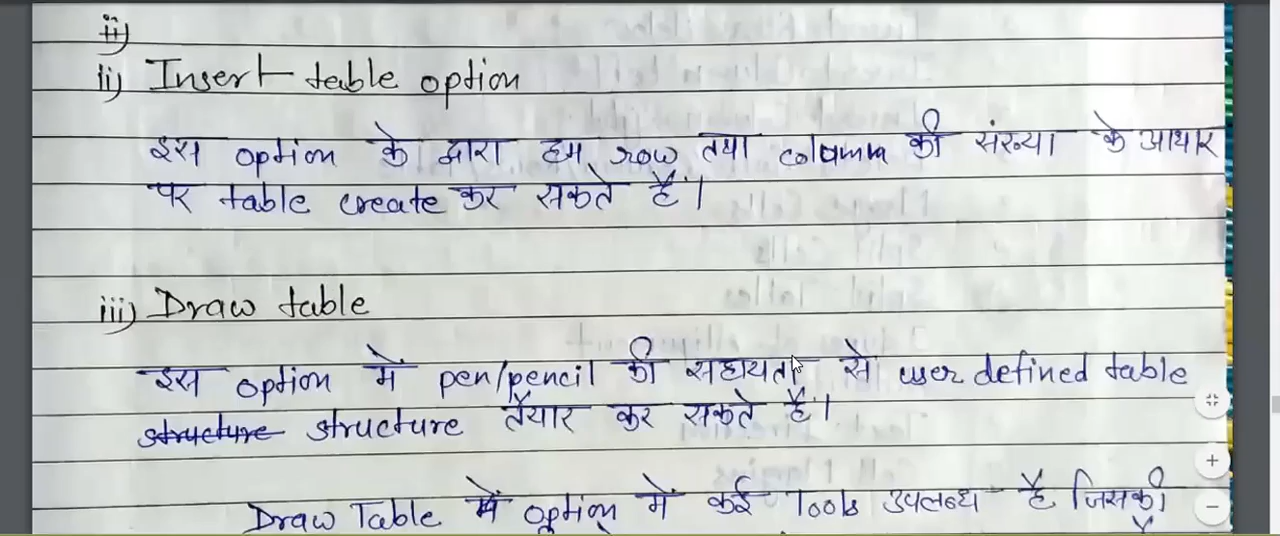 ii)
ii) Insert table option
इस option के द्वारा हम row तथा column की संख्या के आधार
पर table create कर सकते हैं।
iii) Draw table
इस option में pen/pencil की सहायता से user defined table
structure structure तैयार कर सकते हैं।
Draw Table में option में कई Tools उपलब्ध है जिसकी